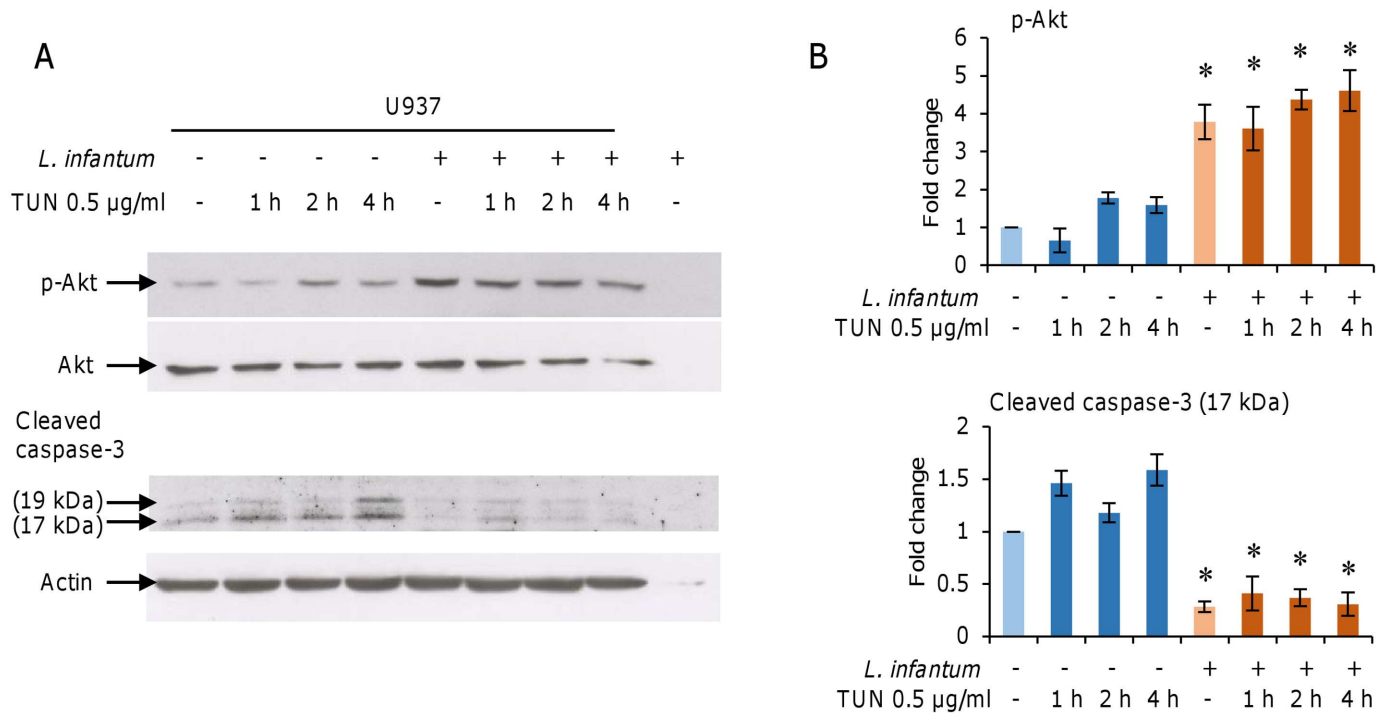 A
U937
L. infantum - - - - + + + + +
TUN 0.5 µg/ml - 1 h 2 h 4 h - 1 h 2 h 4 h -
p-Akt
Akt
Cleaved
caspase-3
(19 kDa)
(17 kDa)
Actin
B
p-Akt
Fold change
6
5
4
3
2
1
0
* * * *
L. infantum - - - - + + + +
TUN 0.5 µg/ml - 1 h 2 h 4 h - 1 h 2 h 4 h
Cleaved caspase-3 (17 kDa)
Fold change
2
1.5
1
0.5
0
* * * *
L. infantum - - - - + + + +
TUN 0.5 µg/ml - 1 h 2 h 4 h - 1 h 2 h 4 h